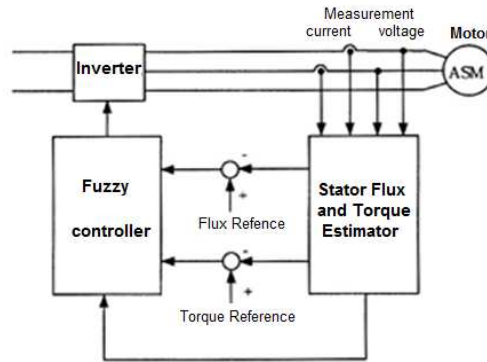 Measurement
current voltage
Motor
Inverter
ASM
Fuzzy
controller
-
+
Flux Refence
-
+
Torque Reference
Stator Flux
and Torque
Estimator